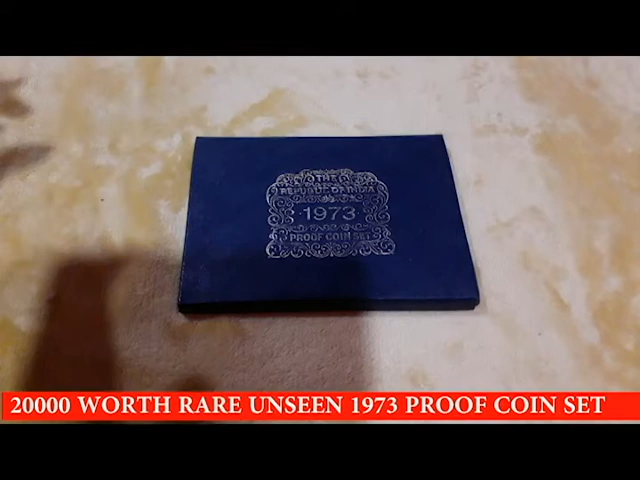 THE
REPUBLIC OF INDIA
·1973·
PROOF COIN SET
20000 WORTH RARE UNSEEN 1973 PROOF COIN SET